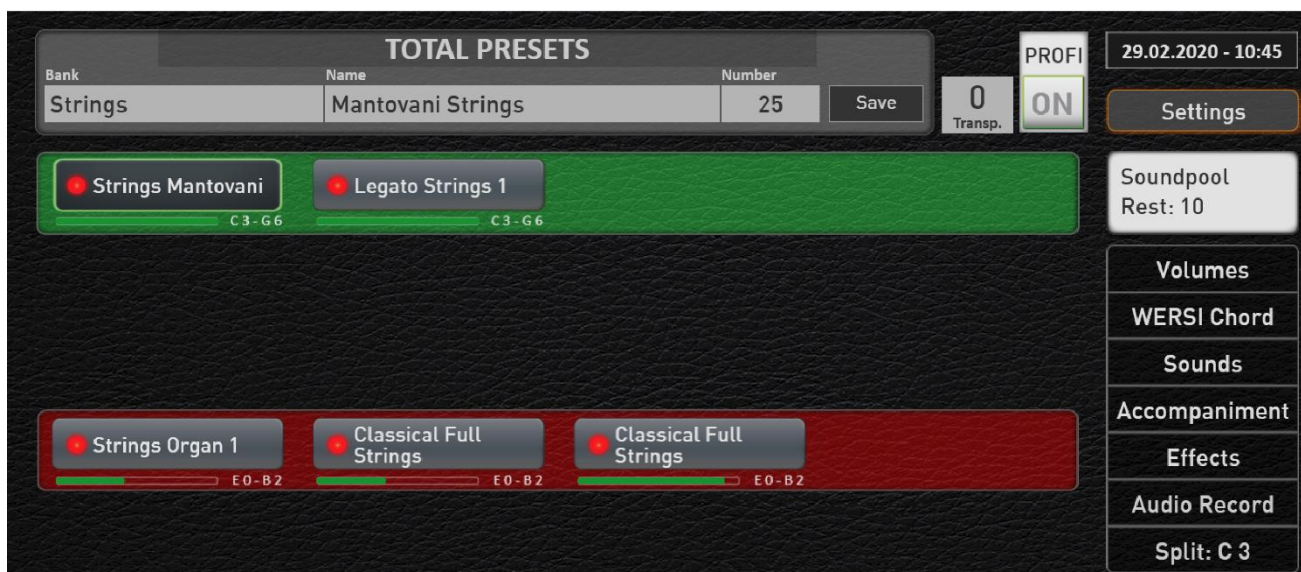 TOTAL PRESETS
Bank
Name
Number
Strings
Mantovani Strings
25
Save
0
Transp.
PROFI
ON
29.02.2020 - 10:45
Settings
Strings Mantovani
C3-G6
Legato Strings 1
C3-G6
Soundpool
Rest: 10
Volumes
WERSI Chord
Sounds
Accompaniment
Effects
Audio Record
Split: C 3
Strings Organ 1
E0-B2
Classical Full
Strings
E0-B2
Classical Full
Strings
E0-B2